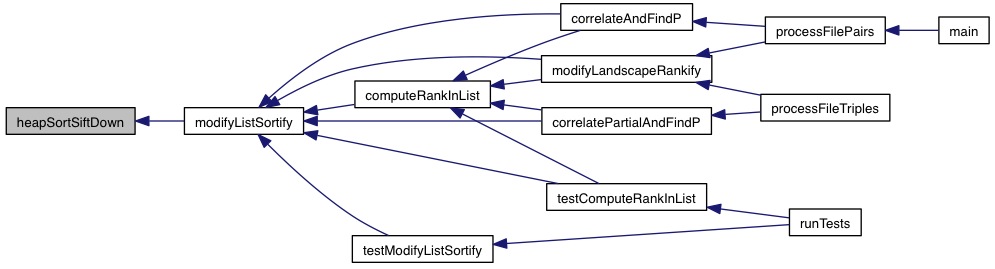 correlateAndFindP
processFilePairs
main
modifyLandscapeRankify
computeRankInList
processFileTriples
heapSortSiftDown
modifyListSortify
correlatePartialAndFindP
testComputeRankInList
runTests
testModifyListSortify